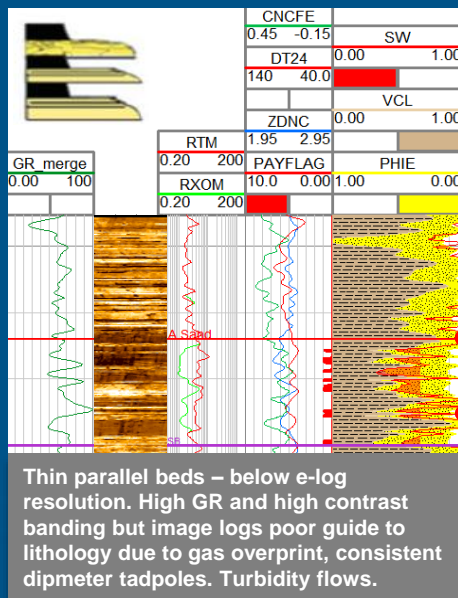 CNCFE
0.45 -0.15
SW
0.00 1.00
DT24
140 40.0
VCL
0.00 1.00
ZDNC
1.95 2.95
RTM
0.20 200
PAYFLAG
10.0 0.00
PHIE
1.00 0.00
GR_merge
0.00 100
RXOM
0.20 200
A Sand
SB
Thin parallel beds – below e-log
resolution. High GR and high contrast
banding but image logs poor guide to
lithology due to gas overprint, consistent
dipmeter tadpoles. Turbidity flows.